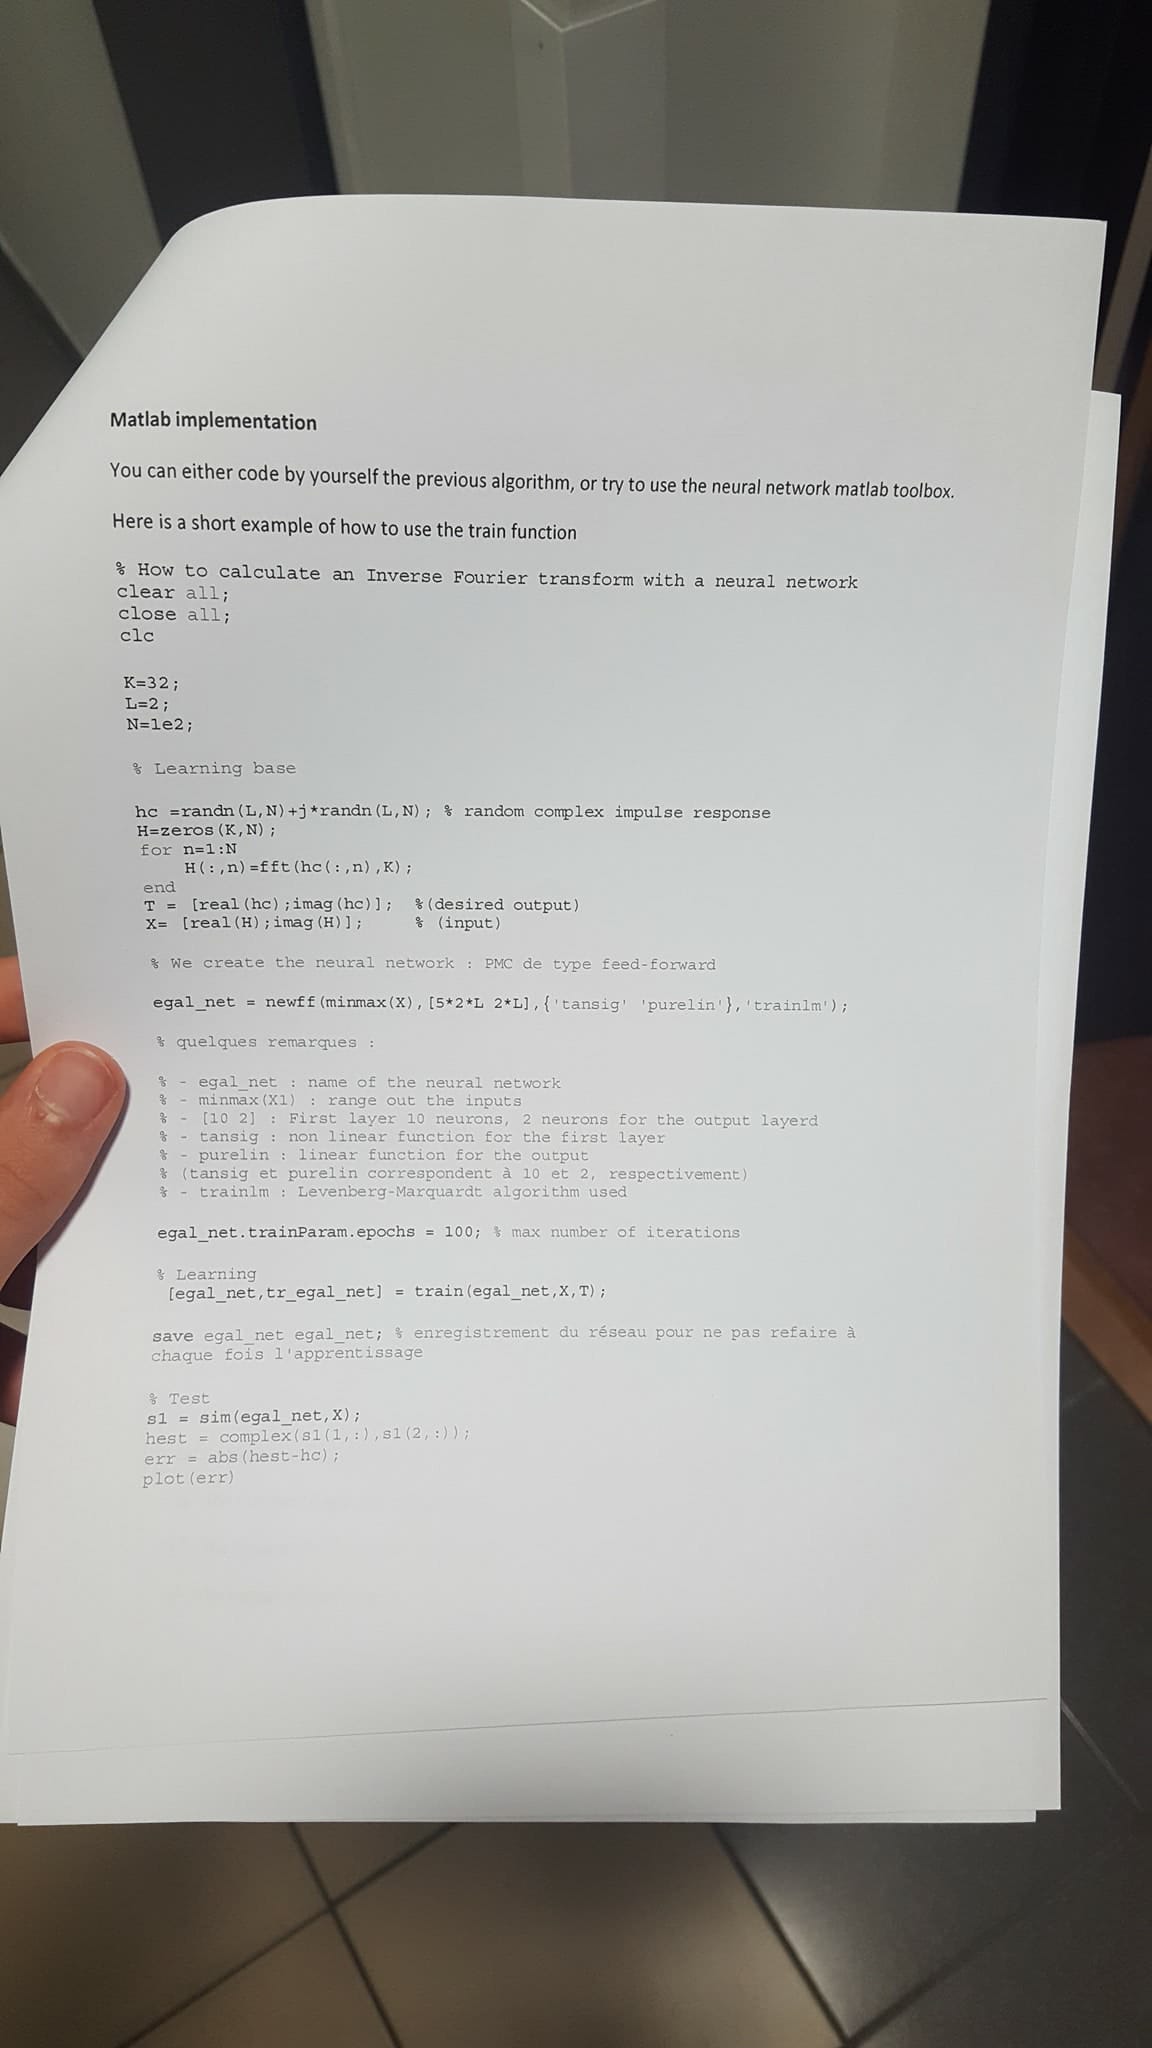 Matlab implementation
You can either code by yourself the previous algorithm, or try to use the neural network matlab toolbox.
Here is a short example of how to use the train function
% How to calculate an Inverse Fourier transform with a neural network
clear all;
close all;
clc
K=32;
L=2;
N=1e2;
% Learning base
hc =randn(L,N)+j*randn(L,N); % random complex impulse response
H=zeros(K,N);
for n=1:N
H(:,n)=fft(hc(:,n),K);
end
T = [real(hc);imag(hc)]; %(desired output)
X= [real(H);imag(H)]; % (input)
% We create the neural network : PMC de type feed-forward
egal_net = newff(minmax(X),[5*2*L 2*L],{'tansig' 'purelin'},'trainlm');
% quelques remarques :
% - egal_net : name of the neural network
% - minmax(X1) : range out the inputs
% - [10 2] : First layer 10 neurons, 2 neurons for the output layerd
% - tansig : non linear function for the first layer
% - purelin : linear function for the output
% (tansig et purelin correspondent à 10 et 2, respectivement)
% - trainlm : Levenberg-Marquardt algorithm used
egal_net.trainParam.epochs = 100; % max number of iterations
% Learning
[egal_net,tr_egal_net] = train(egal_net,X,T);
save egal_net egal_net; % enregistrement du réseau pour ne pas refaire à
chaque fois l'apprentissage
% Test
s1 = sim(egal_net,X);
hest = complex(s1(1,:),s1(2,:));
err = abs(hest-hc);
plot(err)